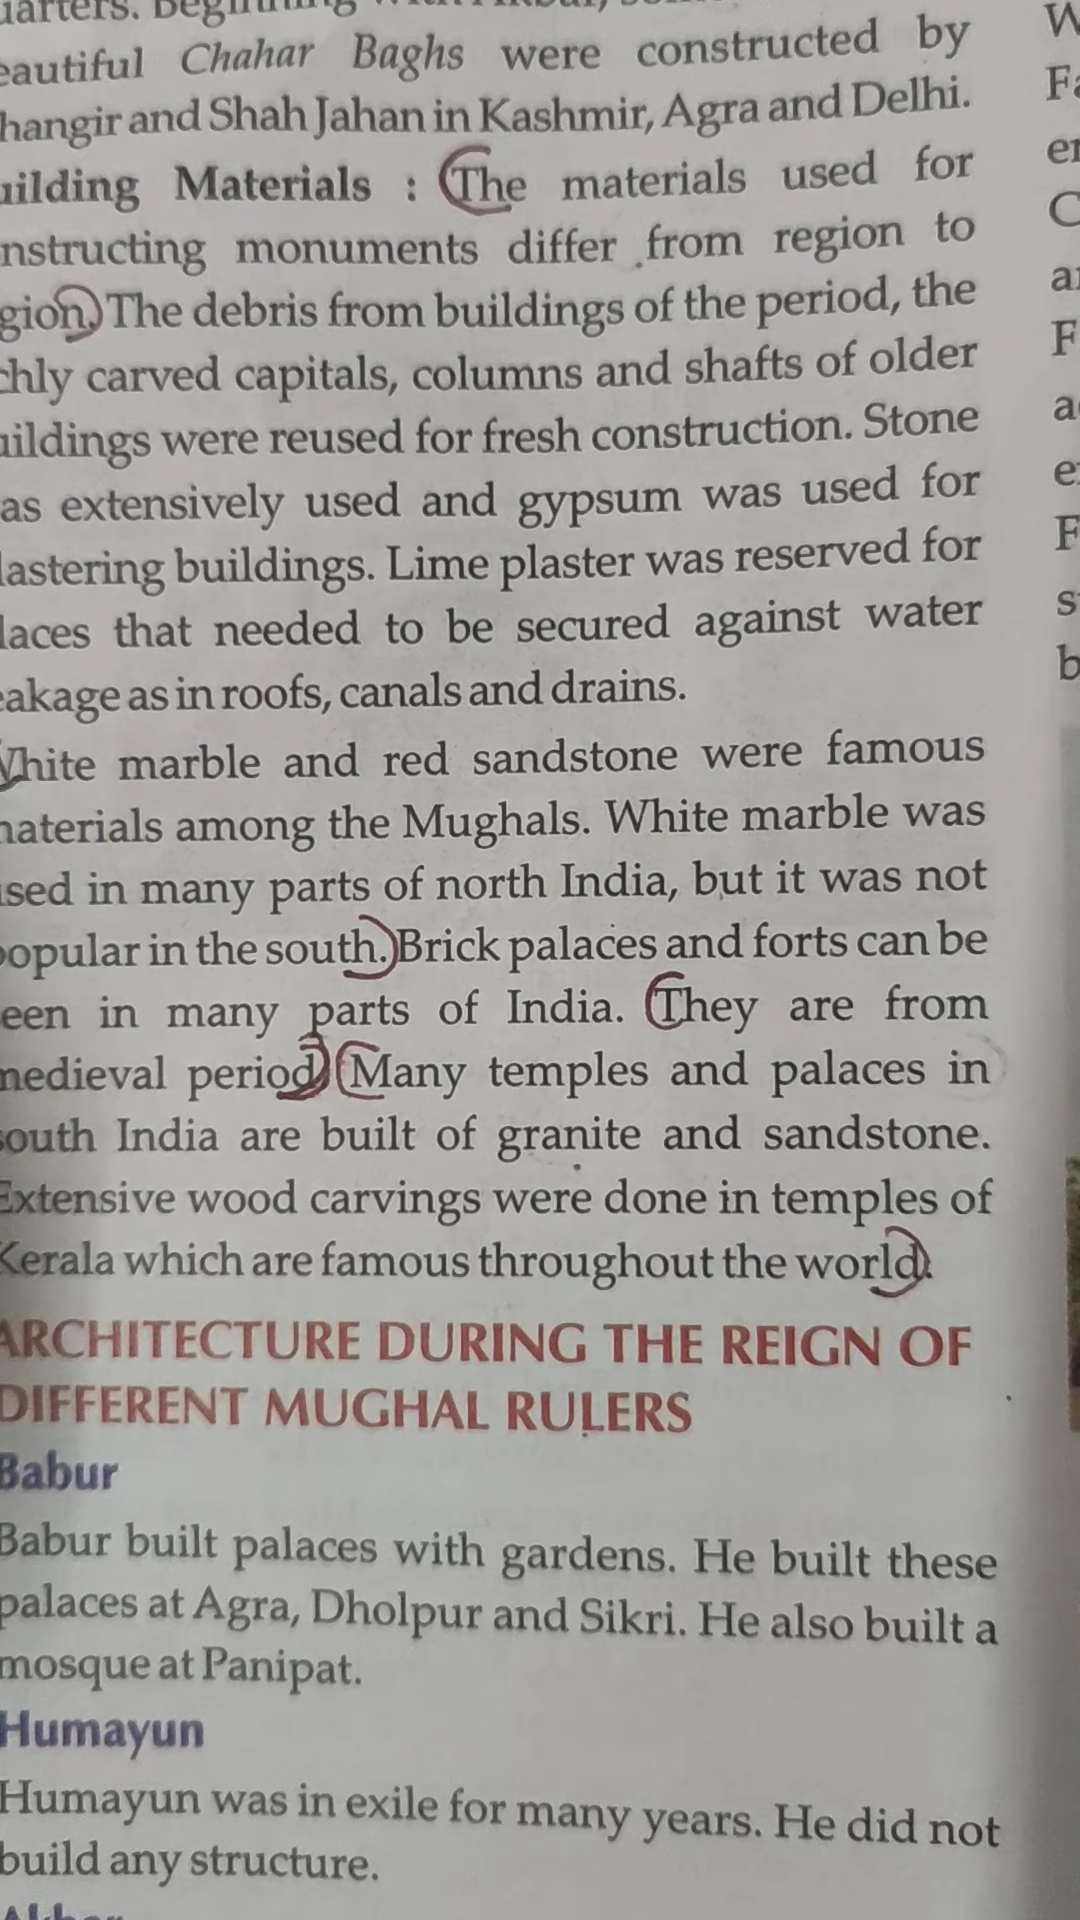 eautiful Chahar Baghs were constructed by
hangir and Shah Jahan in Kashmir, Agra and Delhi.
uilding Materials : The materials used for
nstructing monuments differ from region to
gion. The debris from buildings of the period, the
chly carved capitals, columns and shafts of older
uildings were reused for fresh construction. Stone
as extensively used and gypsum was used for
lastering buildings. Lime plaster was reserved for
laces that needed to be secured against water
eakage as in roofs, canals and drains.
White marble and red sandstone were famous
naterials among the Mughals. White marble was
used in many parts of north India, but it was not
popular in the south. Brick palaces and forts can be
een in many parts of India. They are from
medieval period. Many temples and palaces in
south India are built of granite and sandstone.
Extensive wood carvings were done in temples of
Kerala which are famous throughout the world.
ARCHITECTURE DURING THE REIGN OF
DIFFERENT MUGHAL RULERS
Babur
Babur built palaces with gardens. He built these
palaces at Agra, Dholpur and Sikri. He also built a
mosque at Panipat.
Humayun
Humayun was in exile for many years. He did not
build any structure.